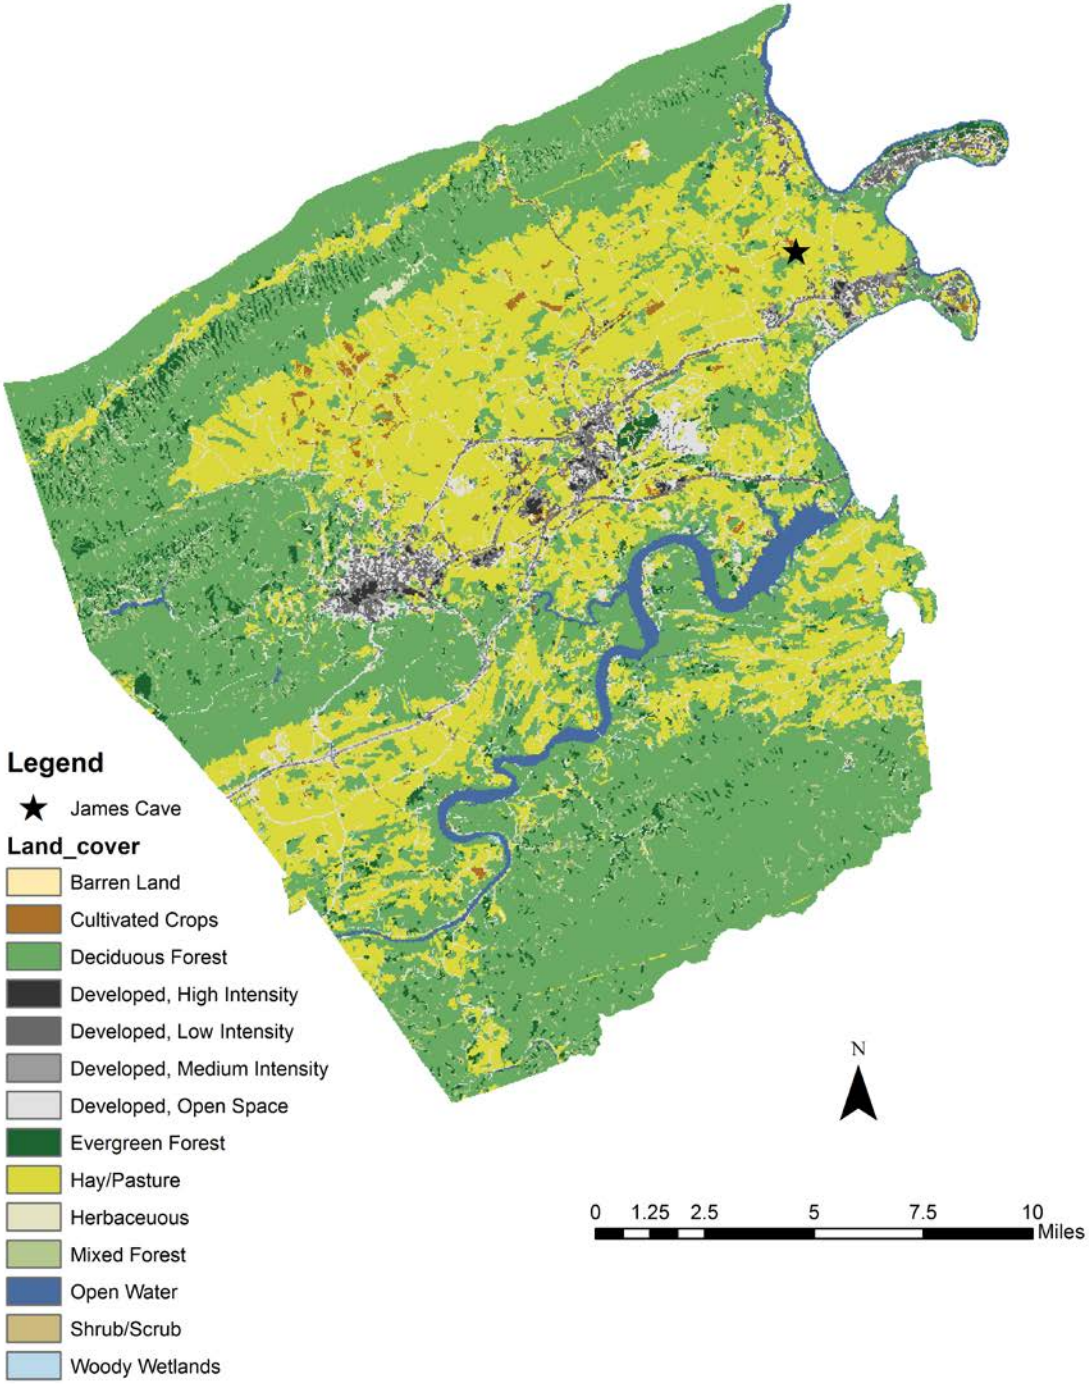 Legend
James Cave
Land_cover
Barren Land
Cultivated Crops
Deciduous Forest
Developed, High Intensity
Developed, Low Intensity
Developed, Medium Intensity
Developed, Open Space
Evergreen Forest
Hay/Pasture
Herbaceuous
Mixed Forest
Open Water
Shrub/Scrub
Woody Wetlands
N
0 1.25 2.5 5 7.5 10
Miles